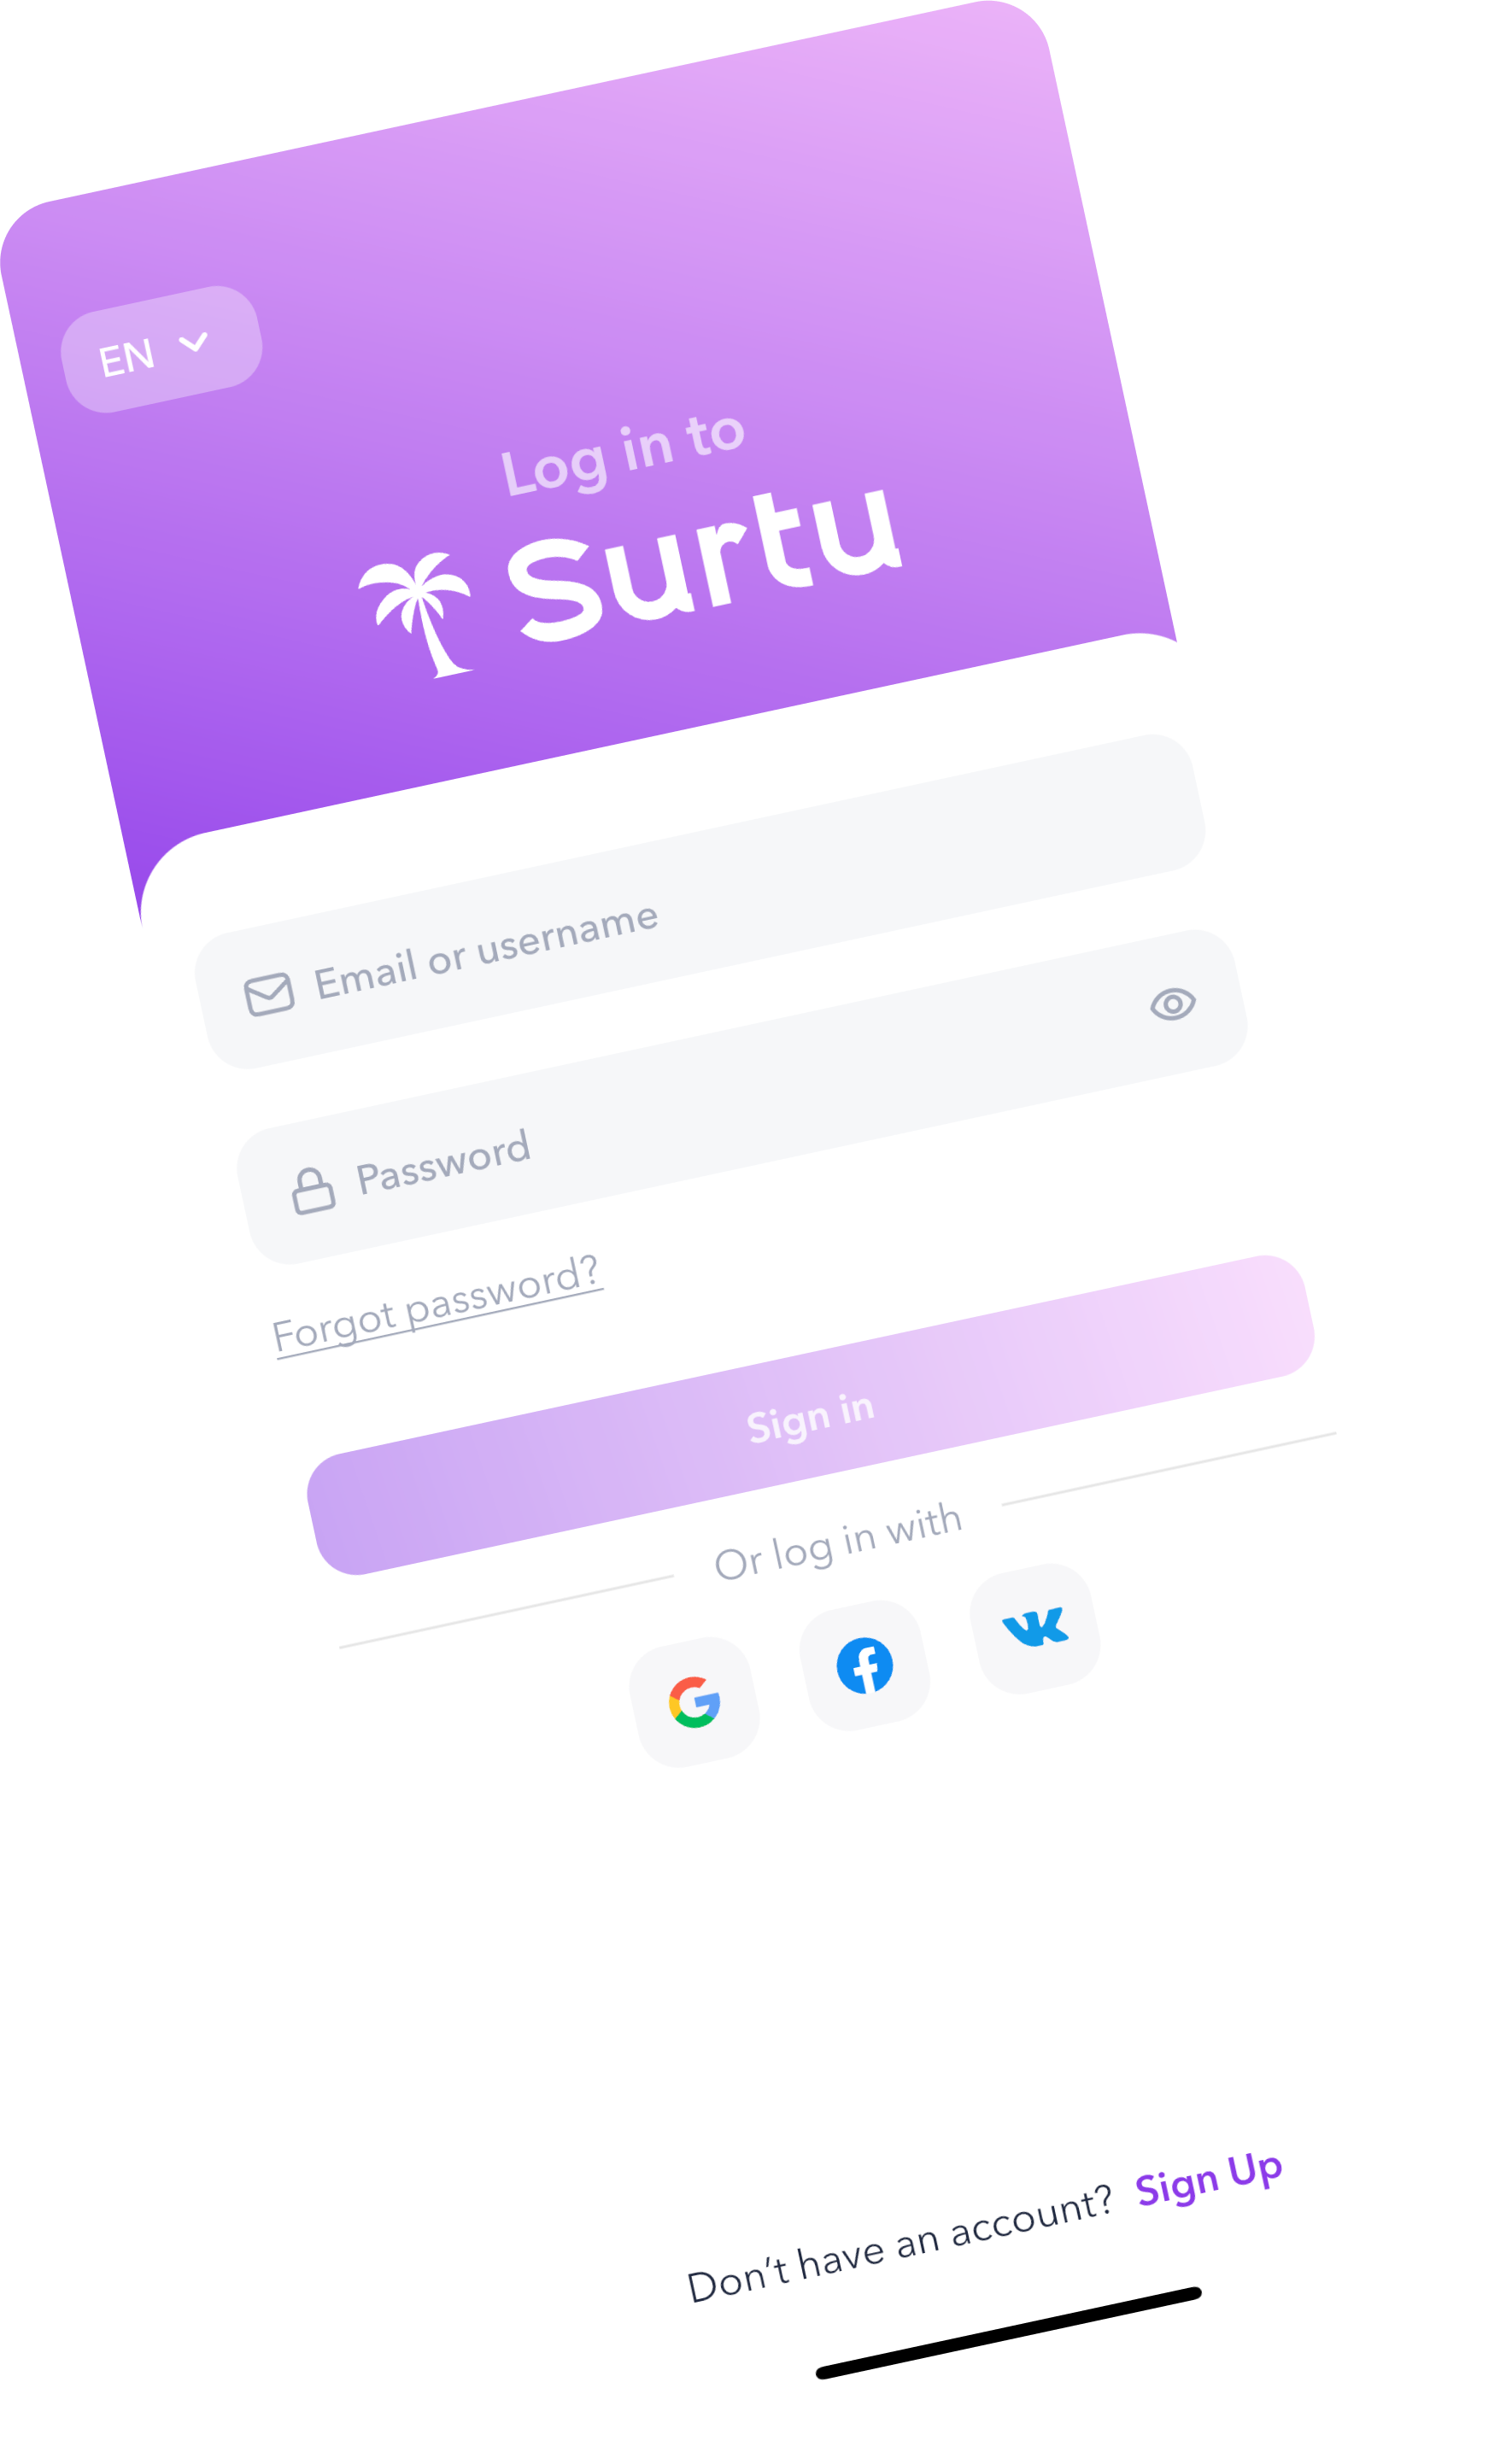 EN
Log in to
surtu
Email or username
Password
Forgot password?
Sign in
Or log in with
Don't have an account? Sign Up